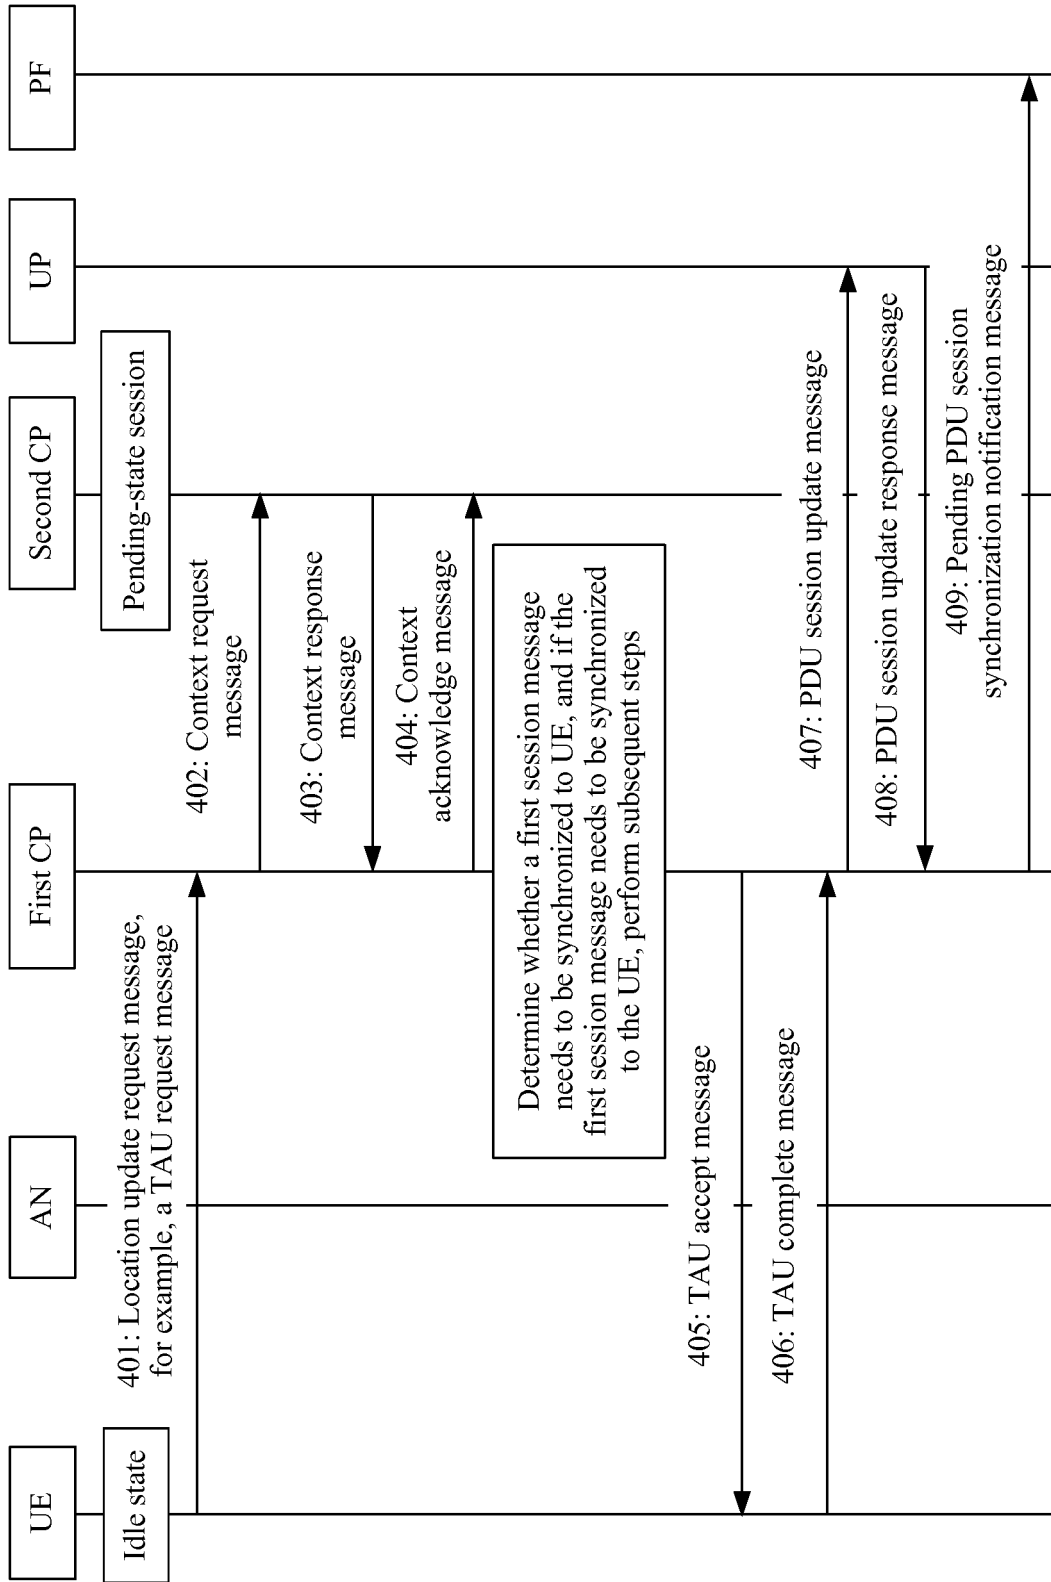 UE
AN
First CP
Second CP
UP
PF
Idle state
Pending-state session
401: Location update request message,
for example, a TAU request message
402: Context request
message
403: Context response
message
404: Context
acknowledge message
Determine whether a first session message
needs to be synchronized to UE, and if the
first session message needs to be synchronized
to the UE, perform subsequent steps
405: TAU accept message
406: TAU complete message
407: PDU session update message
408: PDU session update response message
409: Pending PDU session
synchronization notification message